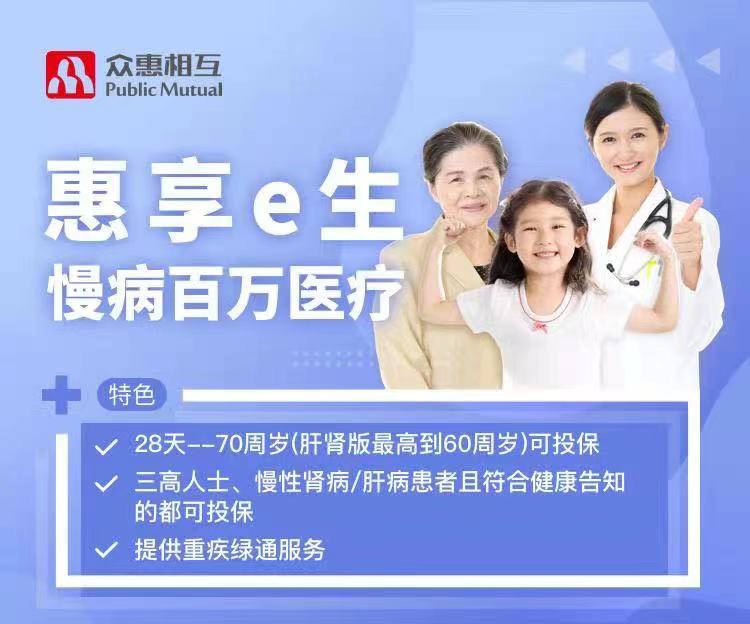 众惠相互
Public Mutual
惠享e生
慢病百万医疗
特色
28天--70周岁(肝肾版最高到60周岁)可投保
三高人士、慢性肾病/肝病患者且符合健康告知
的都可投保
提供重疾绿通服务